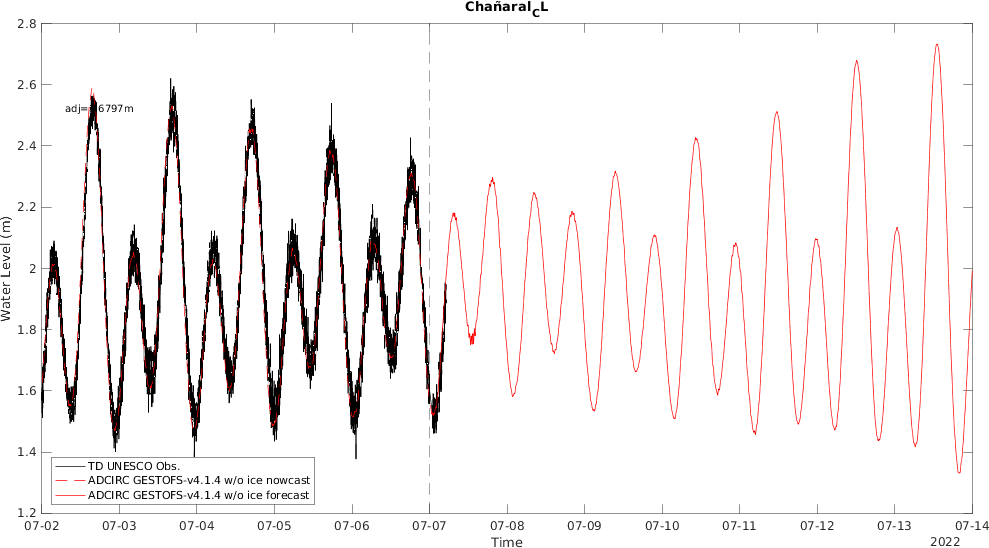 Chañaral_CL
2.8
2.6
2.4
2.2
2
1.8
1.6
1.4
1.2
Water Level (m)
6797m
TD UNESCO Obs.
ADCIRC GESTOFS-v4.1.4 w/o ice nowcast
ADCIRC GESTOFS-v4.1.4 w/o ice forecast
07-02 07-03 07-04 07-05 07-06 07-07 07-08 07-09 07-10 07-11 07-12 07-13 07-14
Time
2022